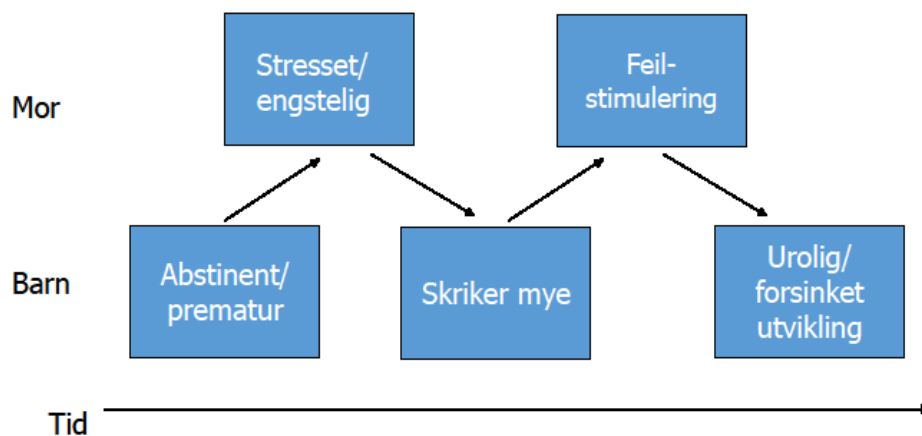 Stresset/
engstelig
Feil-
stimulering
Mor
Abstinent/
prematur
Skriker mye
Urolig/
forsinket
utvikling
Barn
Tid